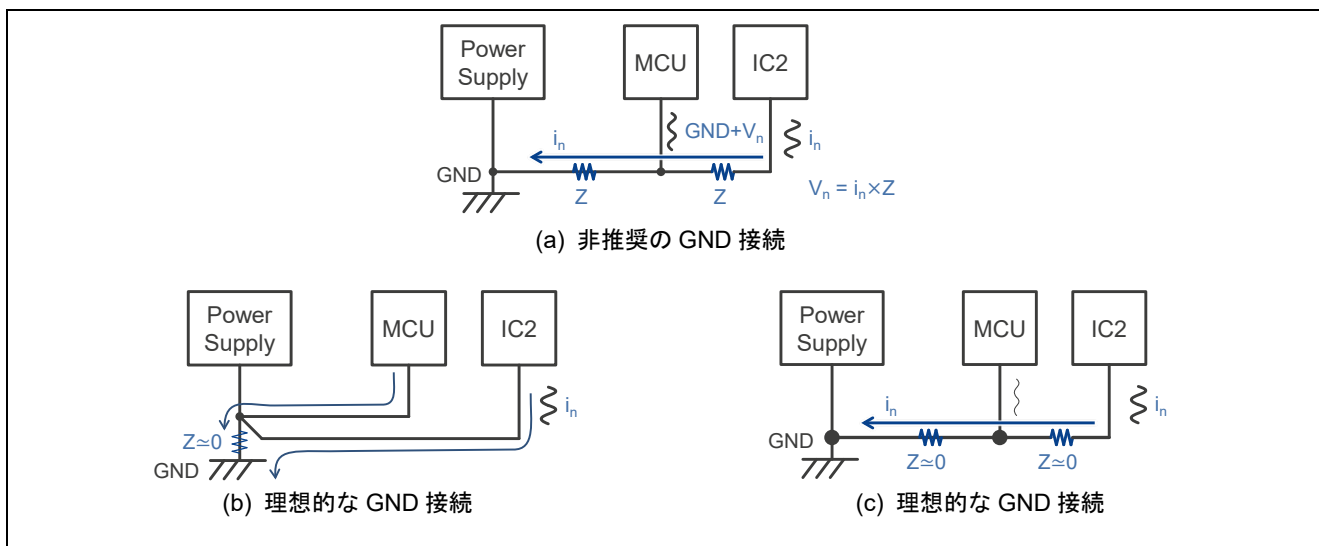 Power
Supply
MCU
IC2
GND+Vₙ
iₙ
iₙ
GND
Z
Z
Vₙ = iₙ×Z
(a) 非推奨の GND 接続
Power
Supply
MCU
IC2
iₙ
Z≃0
GND
(b) 理想的な GND 接続
Power
Supply
MCU
IC2
iₙ
iₙ
GND
Z≃0
Z≃0
(c) 理想的な GND 接続